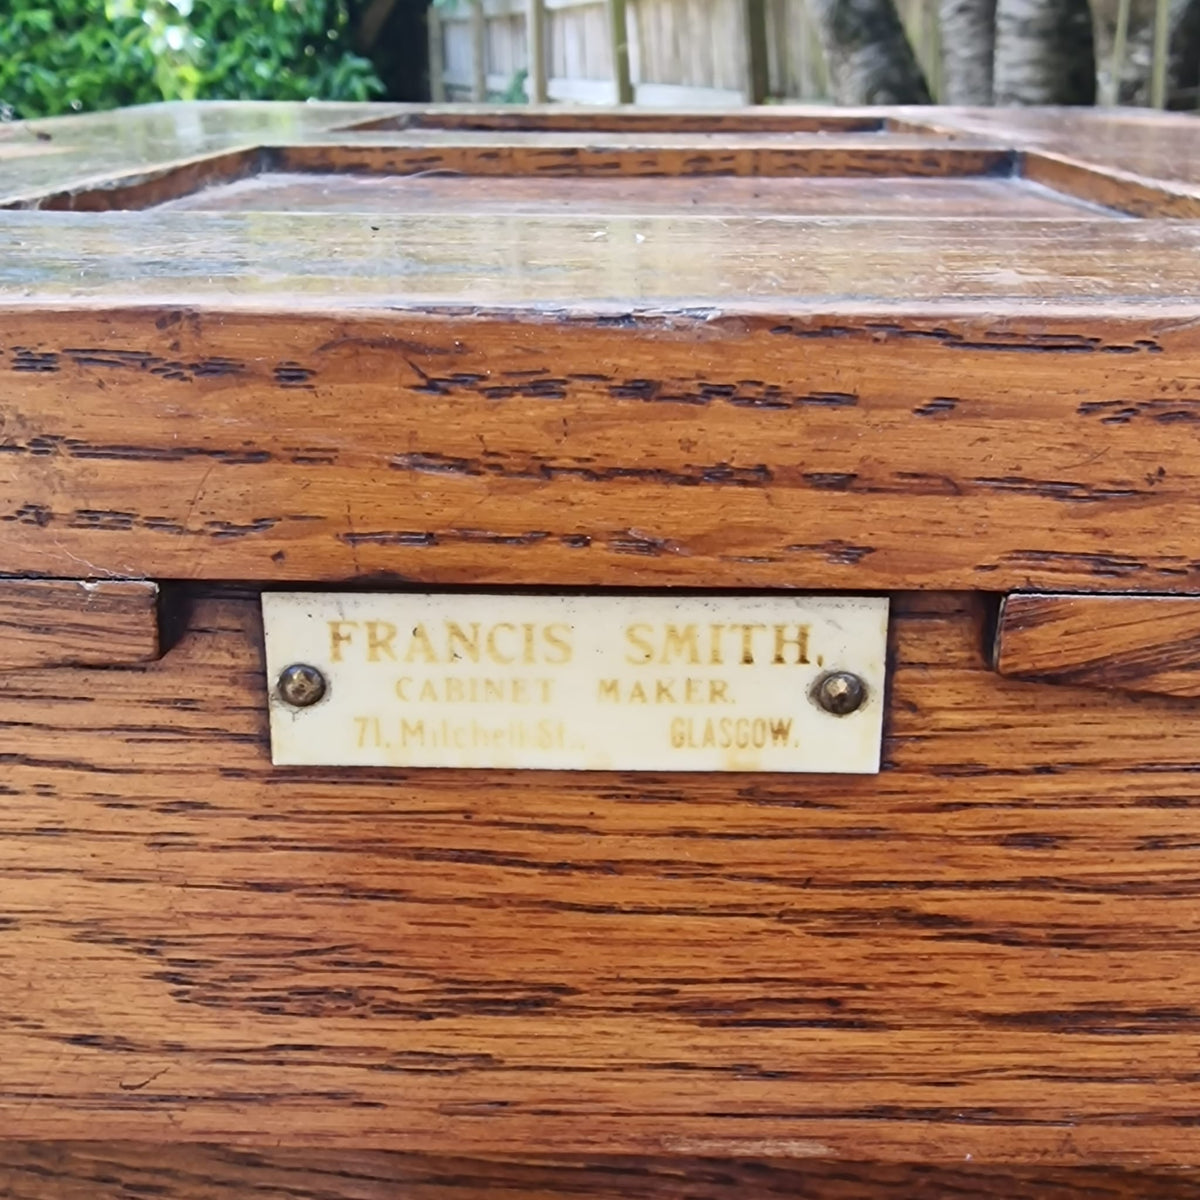 FRANCIS SMITH,
CABINET MAKER.
71, Mitchell St., GLASGOW.